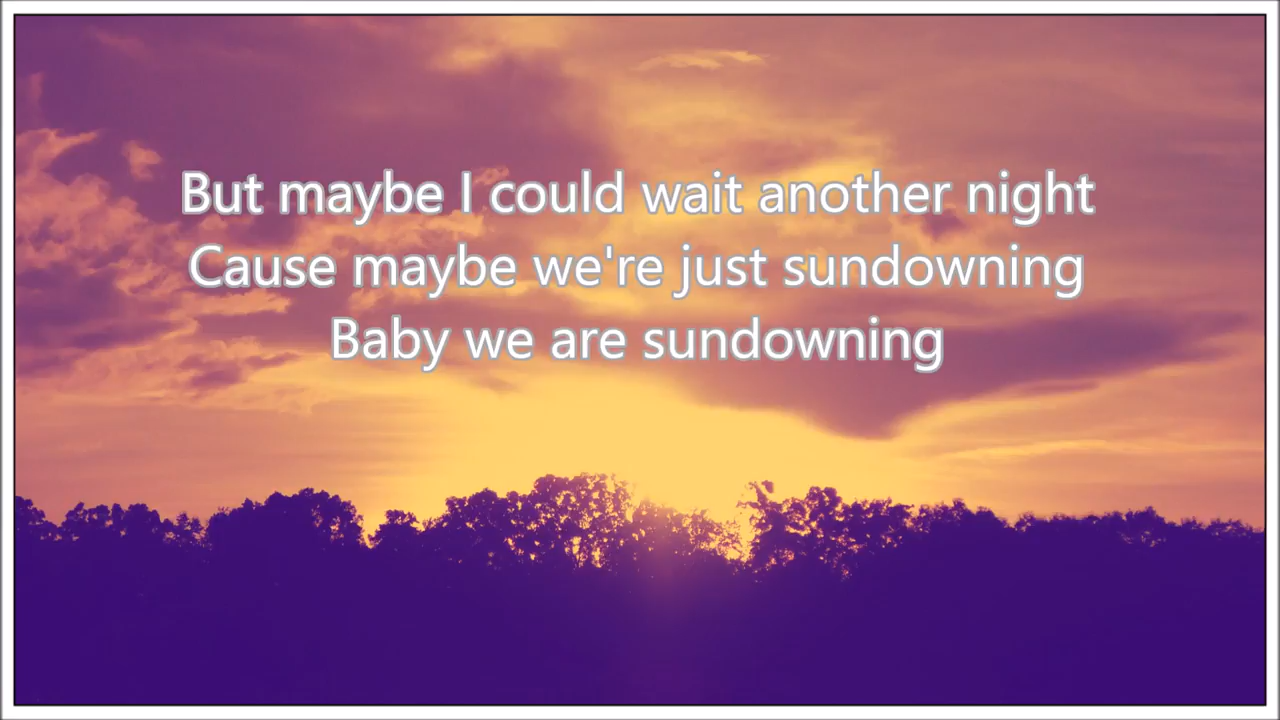 But maybe I could wait another night
Cause maybe we're just sundowning
Baby we are sundowning